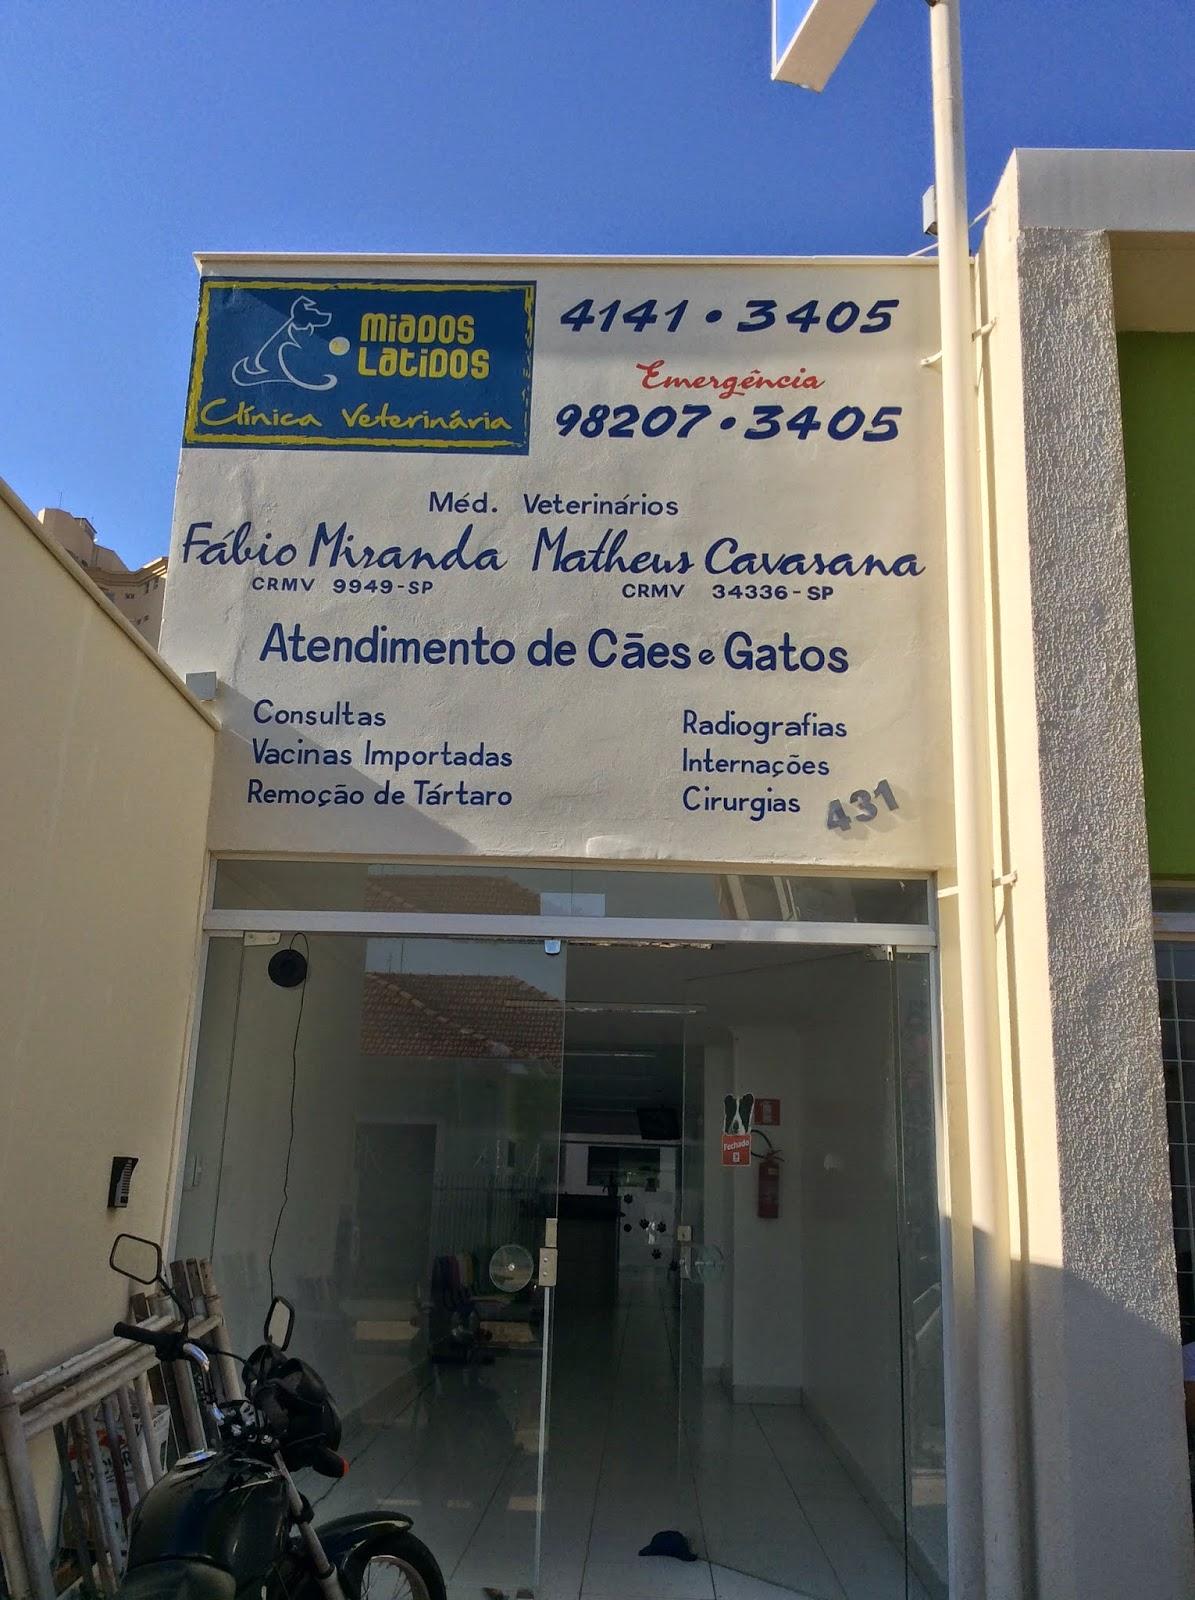 MIADOS
LATIDOS
Clínica Veterinária
4141 • 3405
Emergência
98207 • 3405
Méd. Veterinários
Fábio Miranda Matheus Cavasana
CRMV 9949-SP CRMV 34336-SP
Atendimento de Cães e Gatos
Consultas
Vacinas Importadas
Remoção de Tártaro
Radiografias
Internações
Cirurgias
431
Fechado